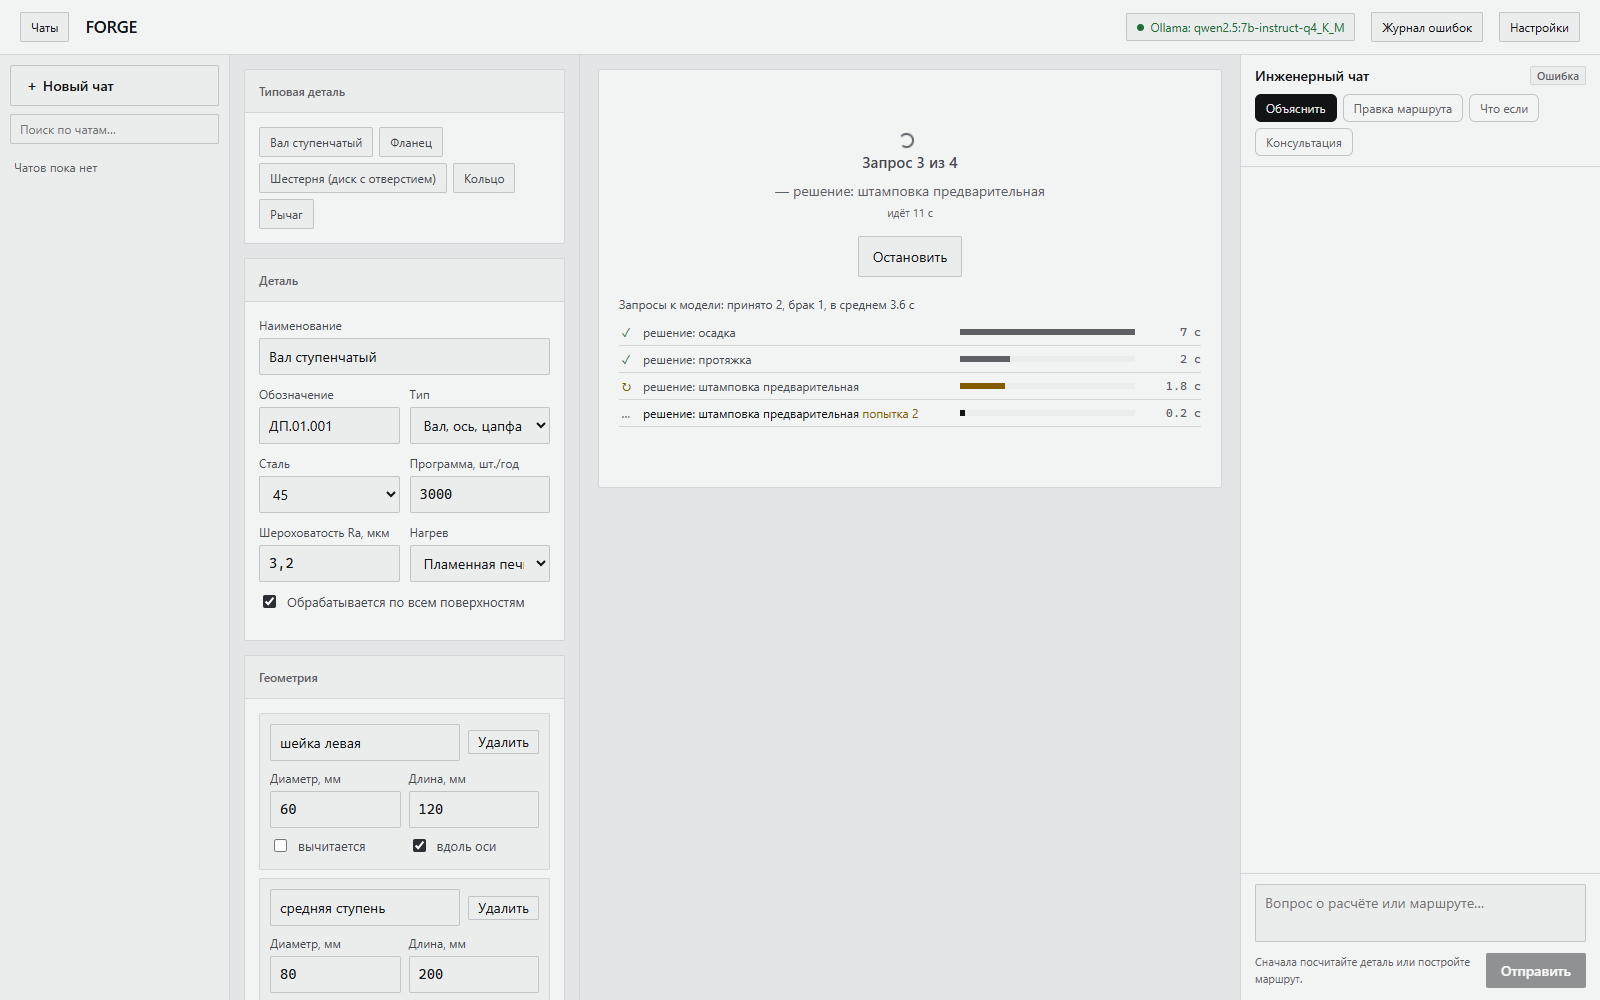 Чаты
FORGE
Ollama: qwen2.5:7b-instruct-q4_K_M
Журнал ошибок
Настройки
+ Новый чат
Поиск по чатам...
Чатов пока нет
Типовая деталь
Вал ступенчатый
Фланец
Шестерня (диск с отверстием)
Кольцо
Рычаг
Деталь
Наименование
Вал ступенчатый
Обозначение
Тип
ДП.01.001
Вал, ось, цапфа
Сталь
Программа, шт./год
45
3000
Шероховатость Ra, мкм
Нагрев
3,2
Пламенная печ
Обрабатывается по всем поверхностям
Геометрия
шейка левая
Удалить
Диаметр, мм
Длина, мм
60
120
вычитается
вдоль оси
средняя ступень
Удалить
Диаметр, мм
Длина, мм
80
200
Запрос 3 из 4
— решение: штамповка предварительная
идёт 11 с
Остановить
Запросы к модели: принято 2, брак 1, в среднем 3.6 с
✓ решение: осадка 7 с
✓ решение: протяжка 2 с
↻ решение: штамповка предварительная 1.8 с
... решение: штамповка предварительная попытка 2 0.2 с
Инженерный чат
Ошибка
Объяснить
Правка маршрута
Что если
Консультация
Вопрос о расчёте или маршруте...
Сначала посчитайте деталь или постройте
маршрут.
Отправить